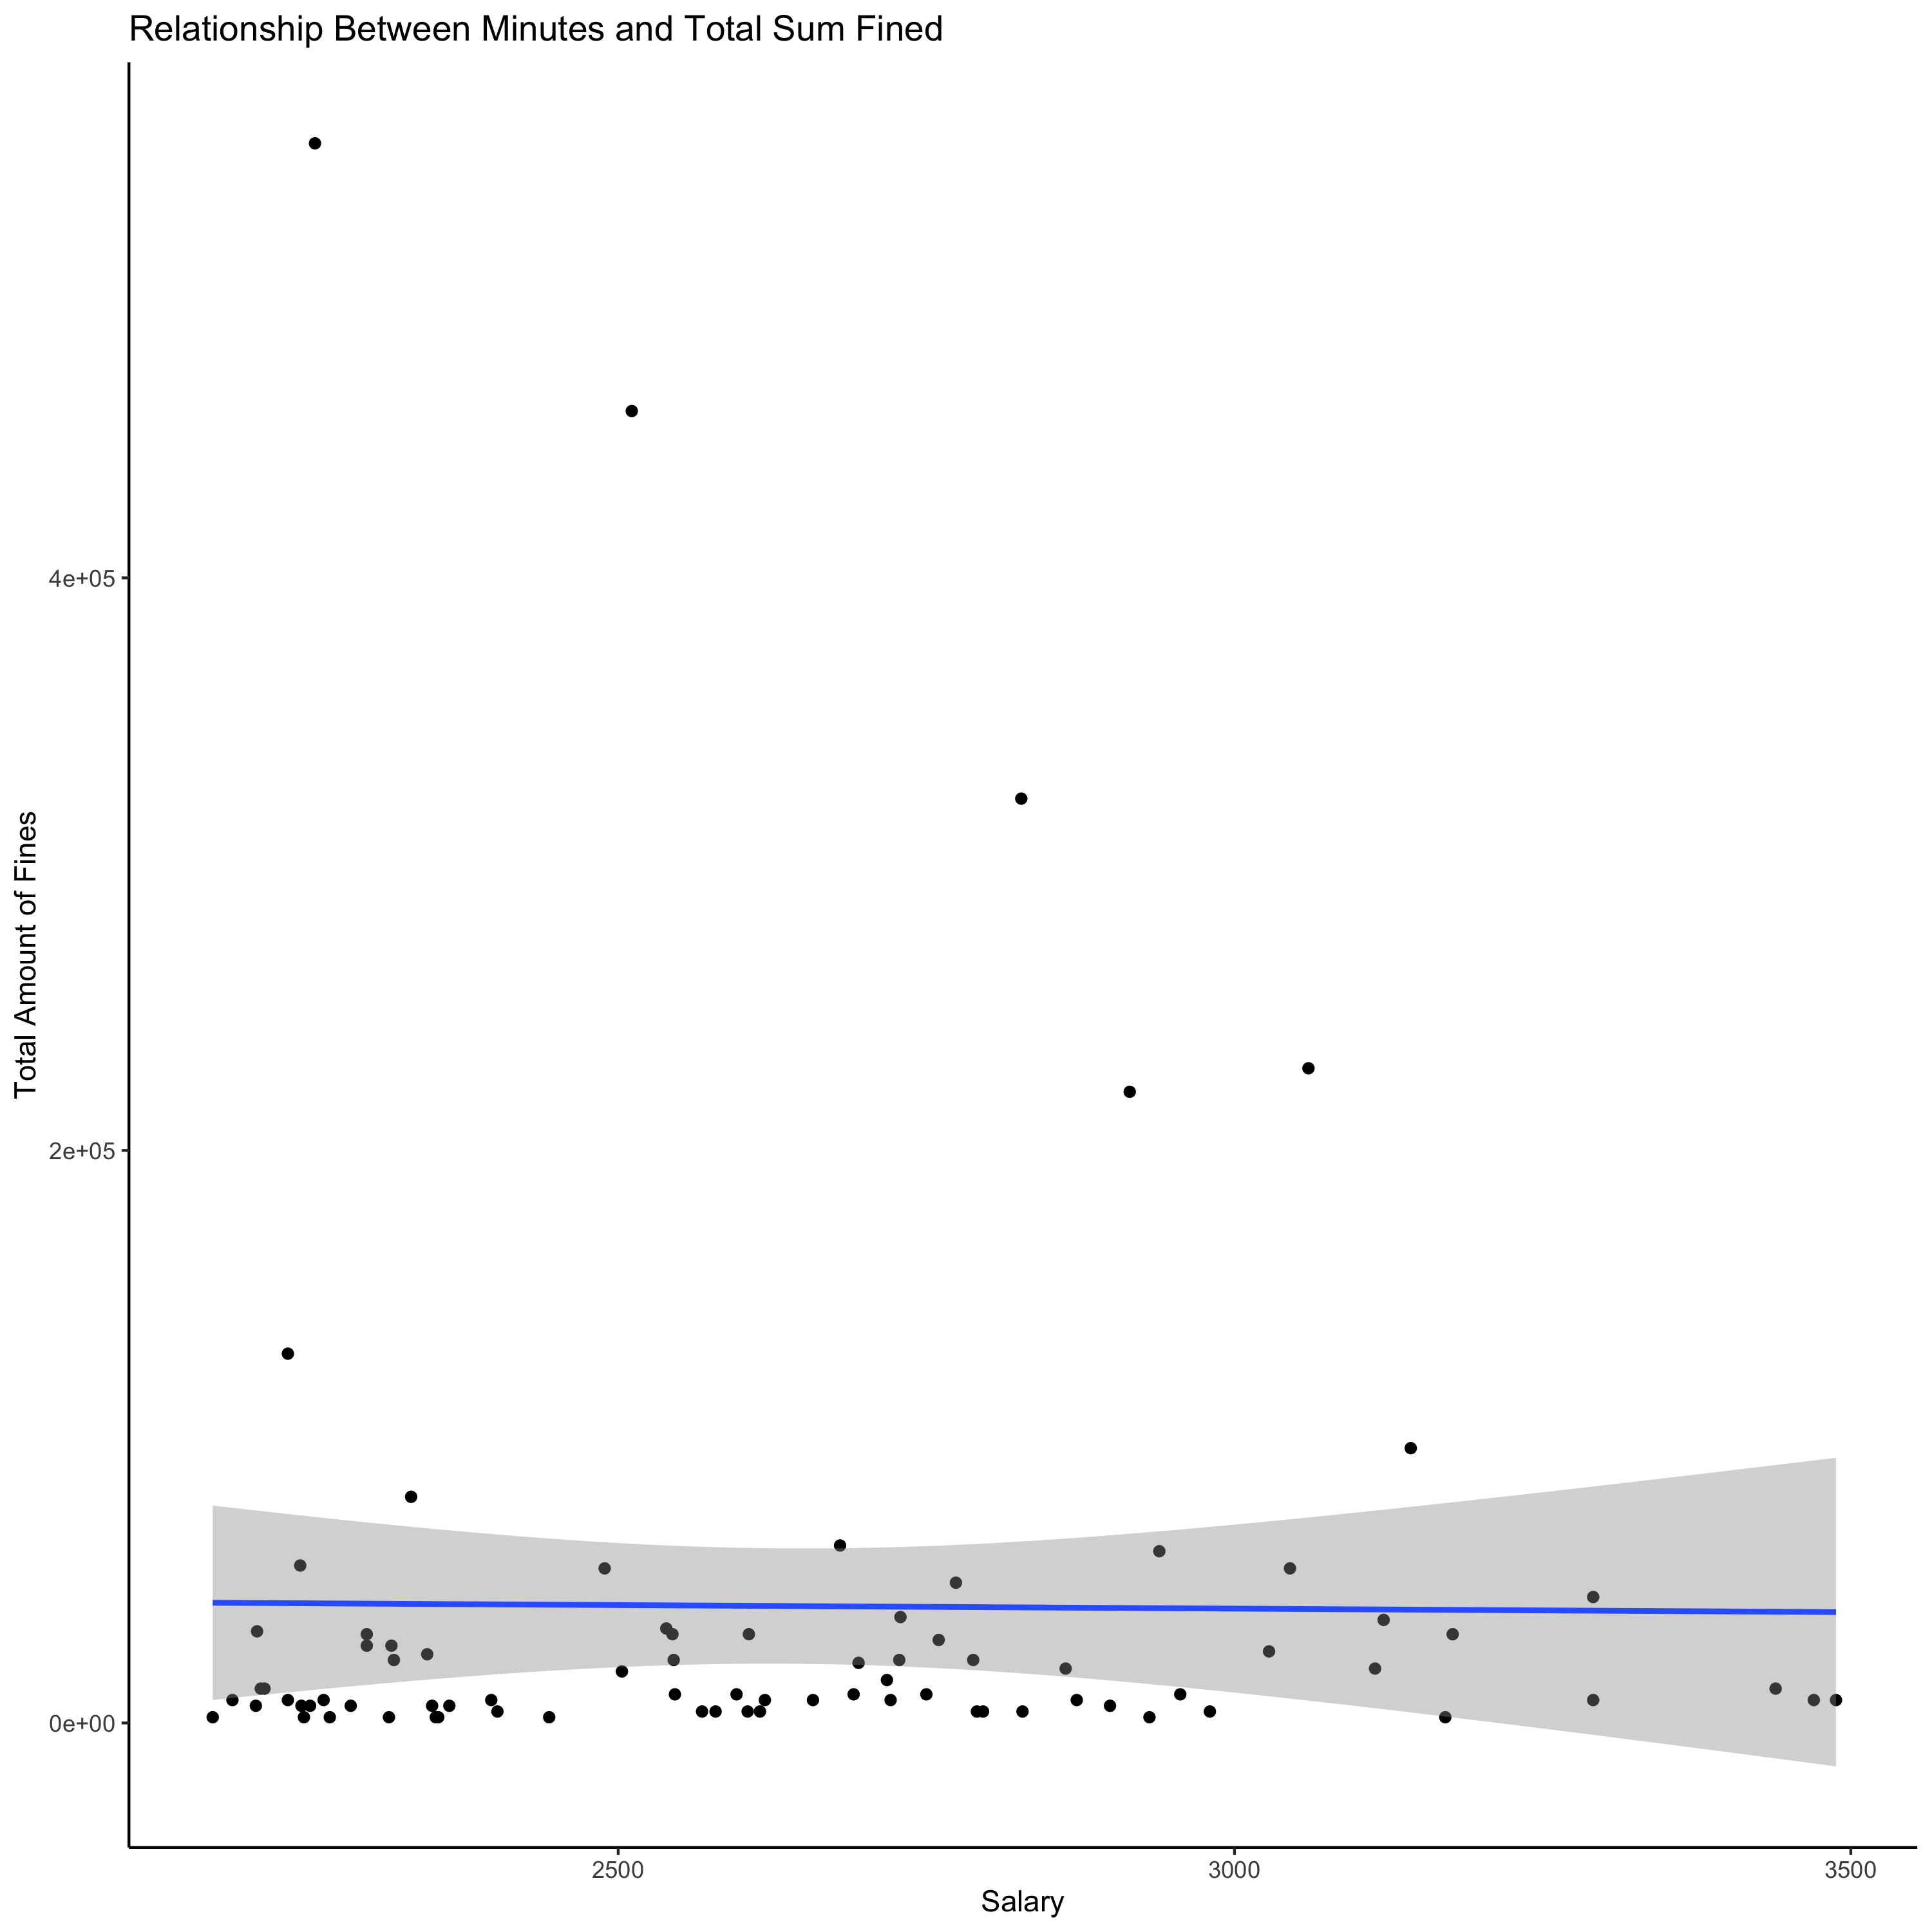 Relationship Between Minutes and Total Sum Fined
Total Amount of Fines
4e+05
2e+05
0e+00
2500
3000
3500
Salary